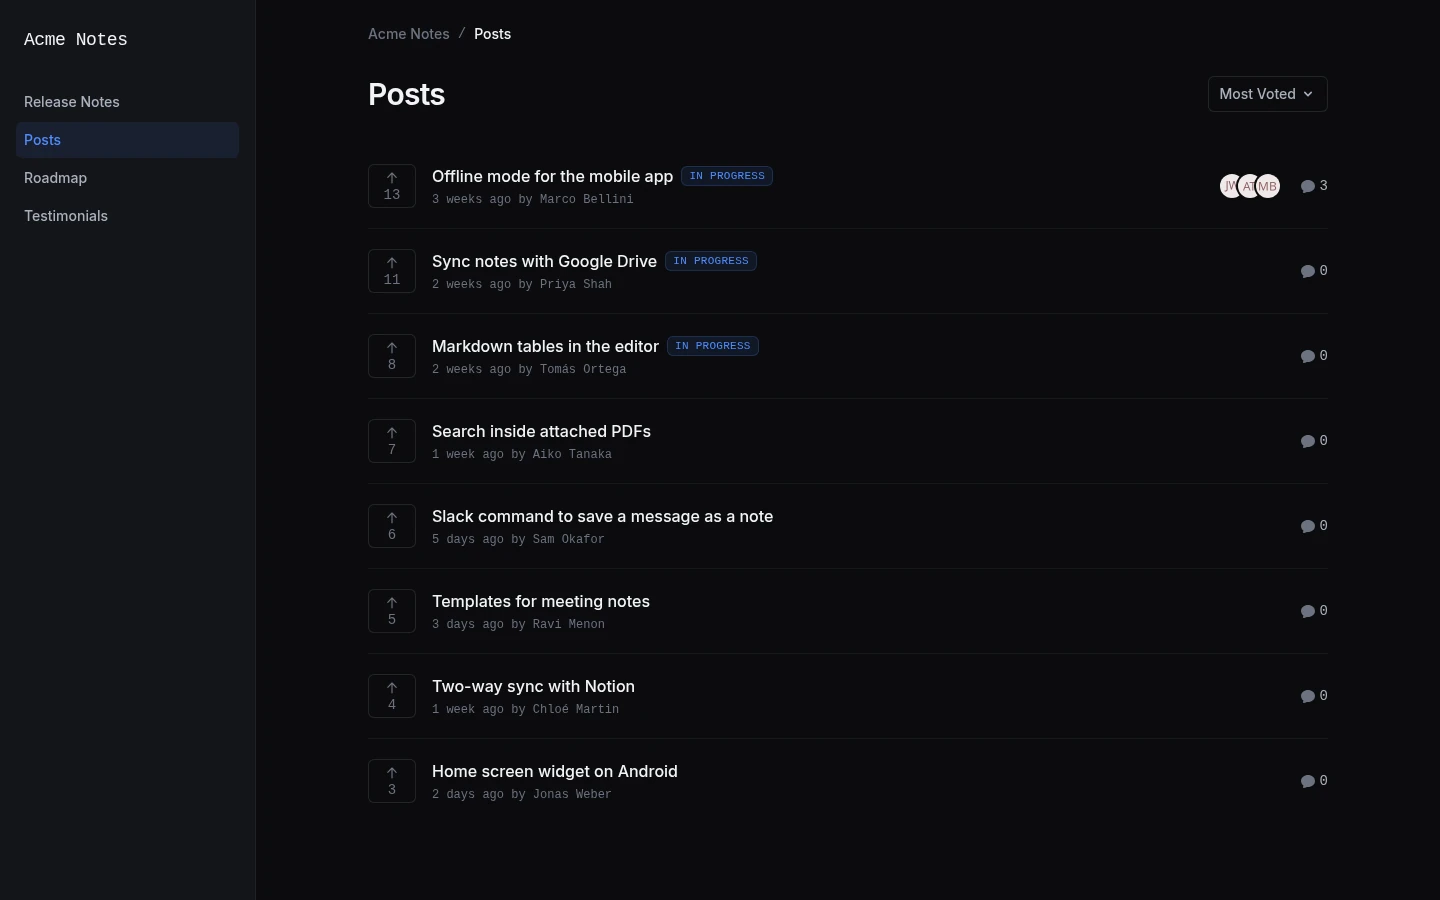 Acme Notes
Release Notes
Posts
Roadmap
Testimonials
Acme Notes / Posts
Posts
Most Voted
13
Offline mode for the mobile app IN PROGRESS
3 weeks ago by Marco Bellini
JW AT MB
3
11
Sync notes with Google Drive IN PROGRESS
2 weeks ago by Priya Shah
0
8
Markdown tables in the editor IN PROGRESS
2 weeks ago by Tomás Ortega
0
7
Search inside attached PDFs
1 week ago by Aiko Tanaka
0
6
Slack command to save a message as a note
5 days ago by Sam Okafor
0
5
Templates for meeting notes
3 days ago by Ravi Menon
0
4
Two-way sync with Notion
1 week ago by Chloé Martin
0
3
Home screen widget on Android
2 days ago by Jonas Weber
0